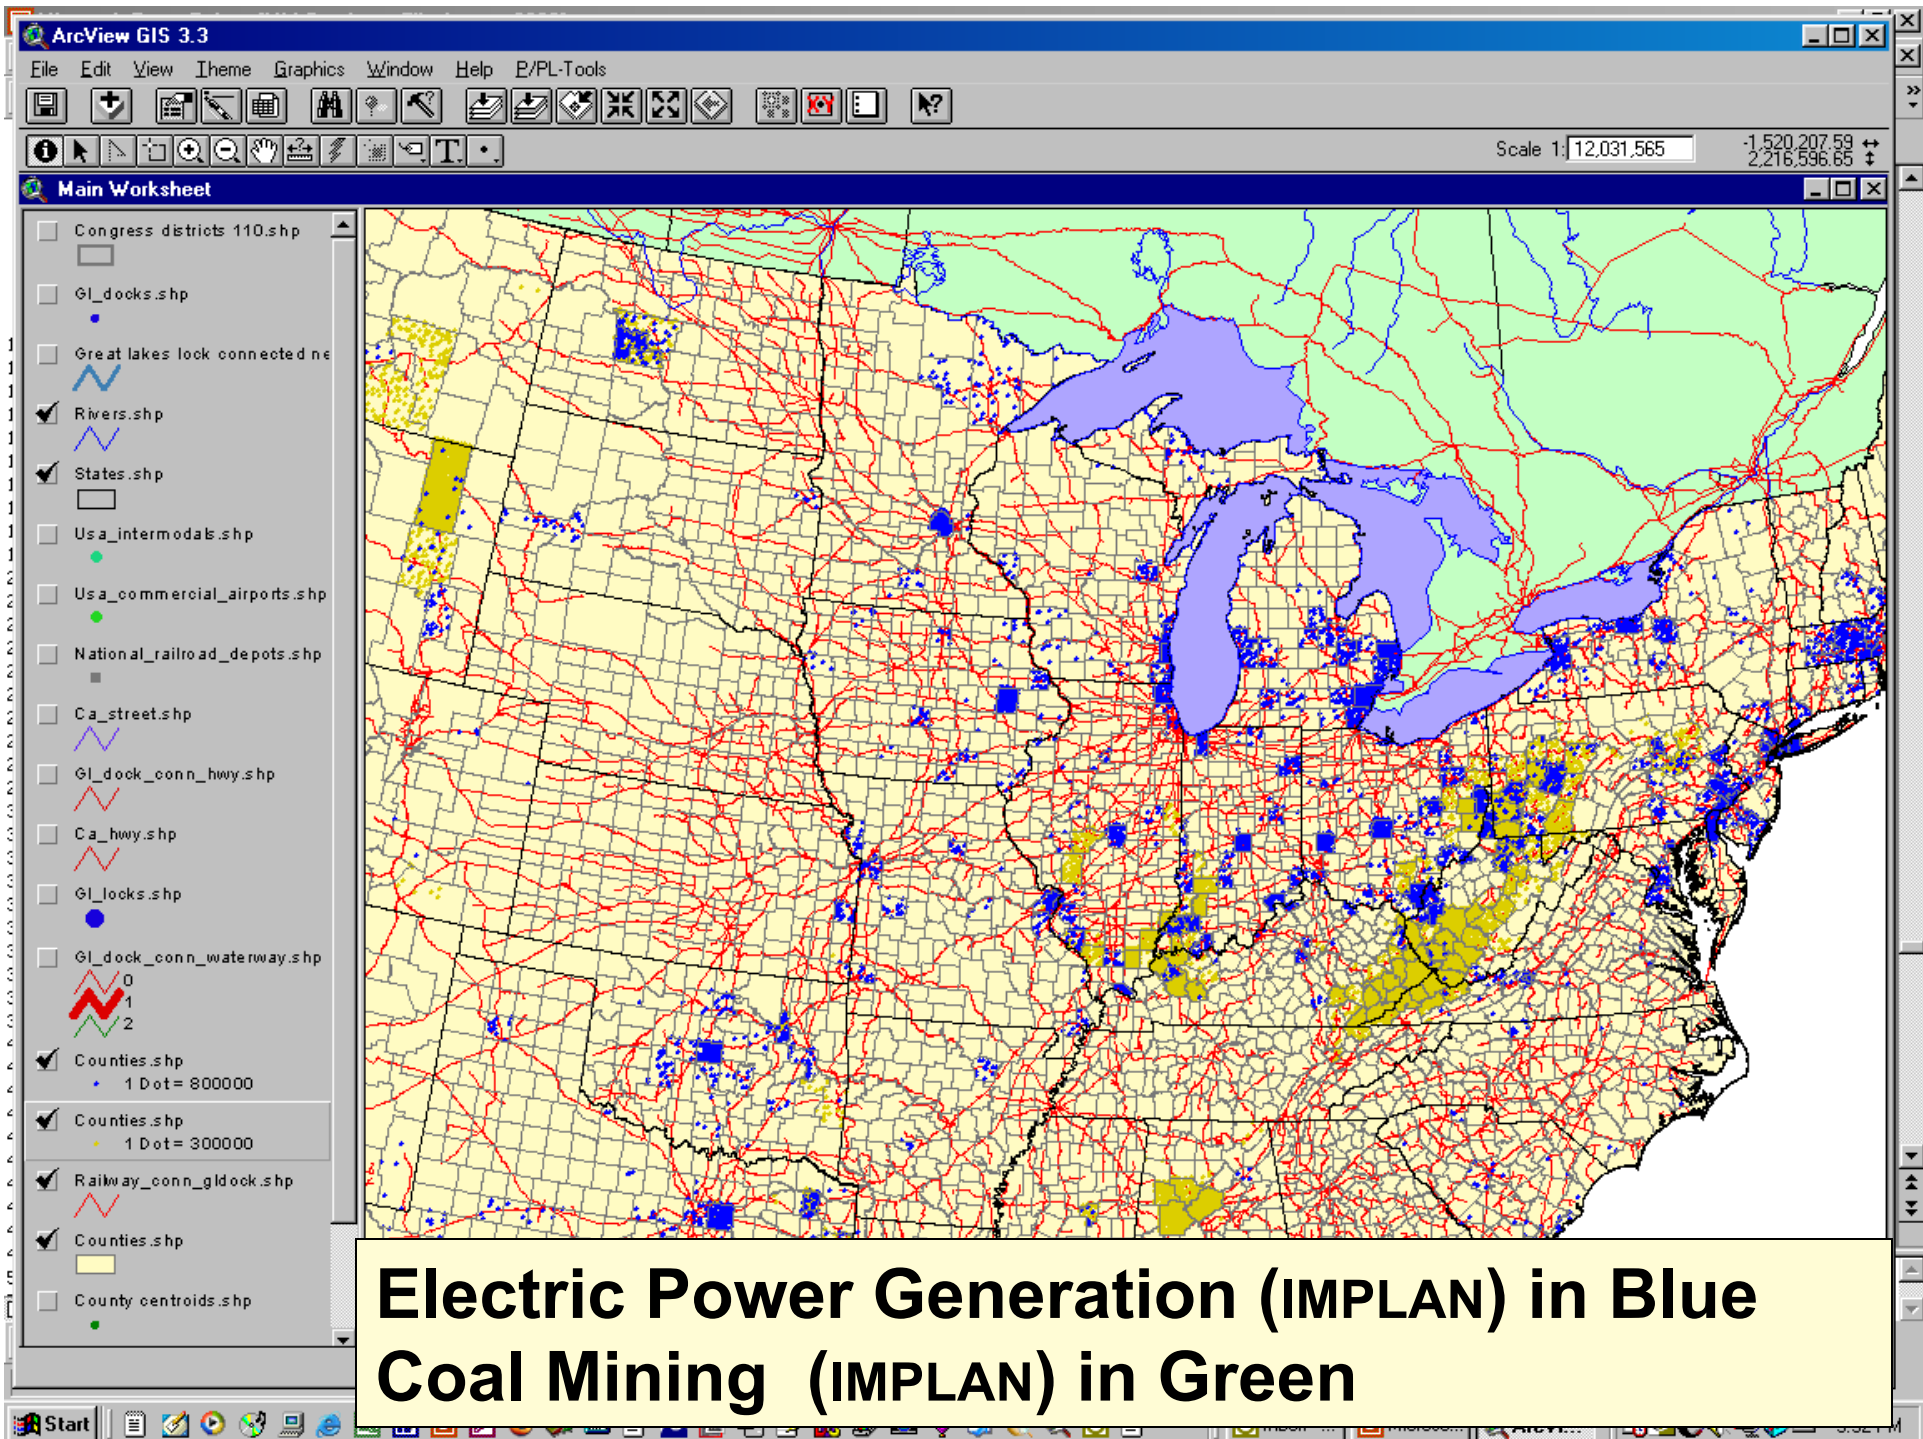 ArcView GIS 3.3
File Edit View Theme Graphics Window Help P/PL-Tools
Scale 1: 12,031,565
-1,520,207.59
2,216,596.65
Main Worksheet
Congress districts 110.shp
Gl_docks.shp
Great lakes lock connected ne
Rivers.shp
States.shp
Usa_intermodals.shp
Usa_commercial_airports.shp
National_railroad_depots.shp
Ca_street.shp
Gl_dock_conn_hwy.shp
Ca_hwy.shp
Gl_locks.shp
Gl_dock_conn_waterway.shp
0
1
2
Counties.shp
1 Dot = 800000
Counties.shp
1 Dot = 300000
Railway_conn_gldock.shp
Counties.shp
County centroids.shp
Electric Power Generation (IMPLAN) in Blue
Coal Mining (IMPLAN) in Green
Start